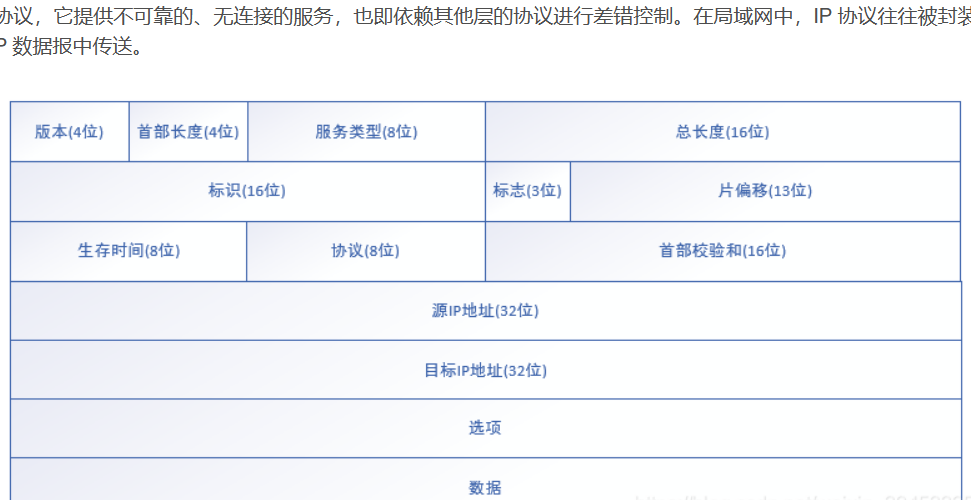 协议，它提供不可靠的、无连接的服务，也即依赖其他层的协议进行差错控制。在局域网中，IP 协议往往被封装
P 数据报中传送。
版本(4位) 首部长度(4位) 服务类型(8位) 总长度(16位)
标识(16位) 标志(3位) 片偏移(13位)
生存时间(8位) 协议(8位) 首部校验和(16位)
源IP地址(32位)
目标IP地址(32位)
选项
数据